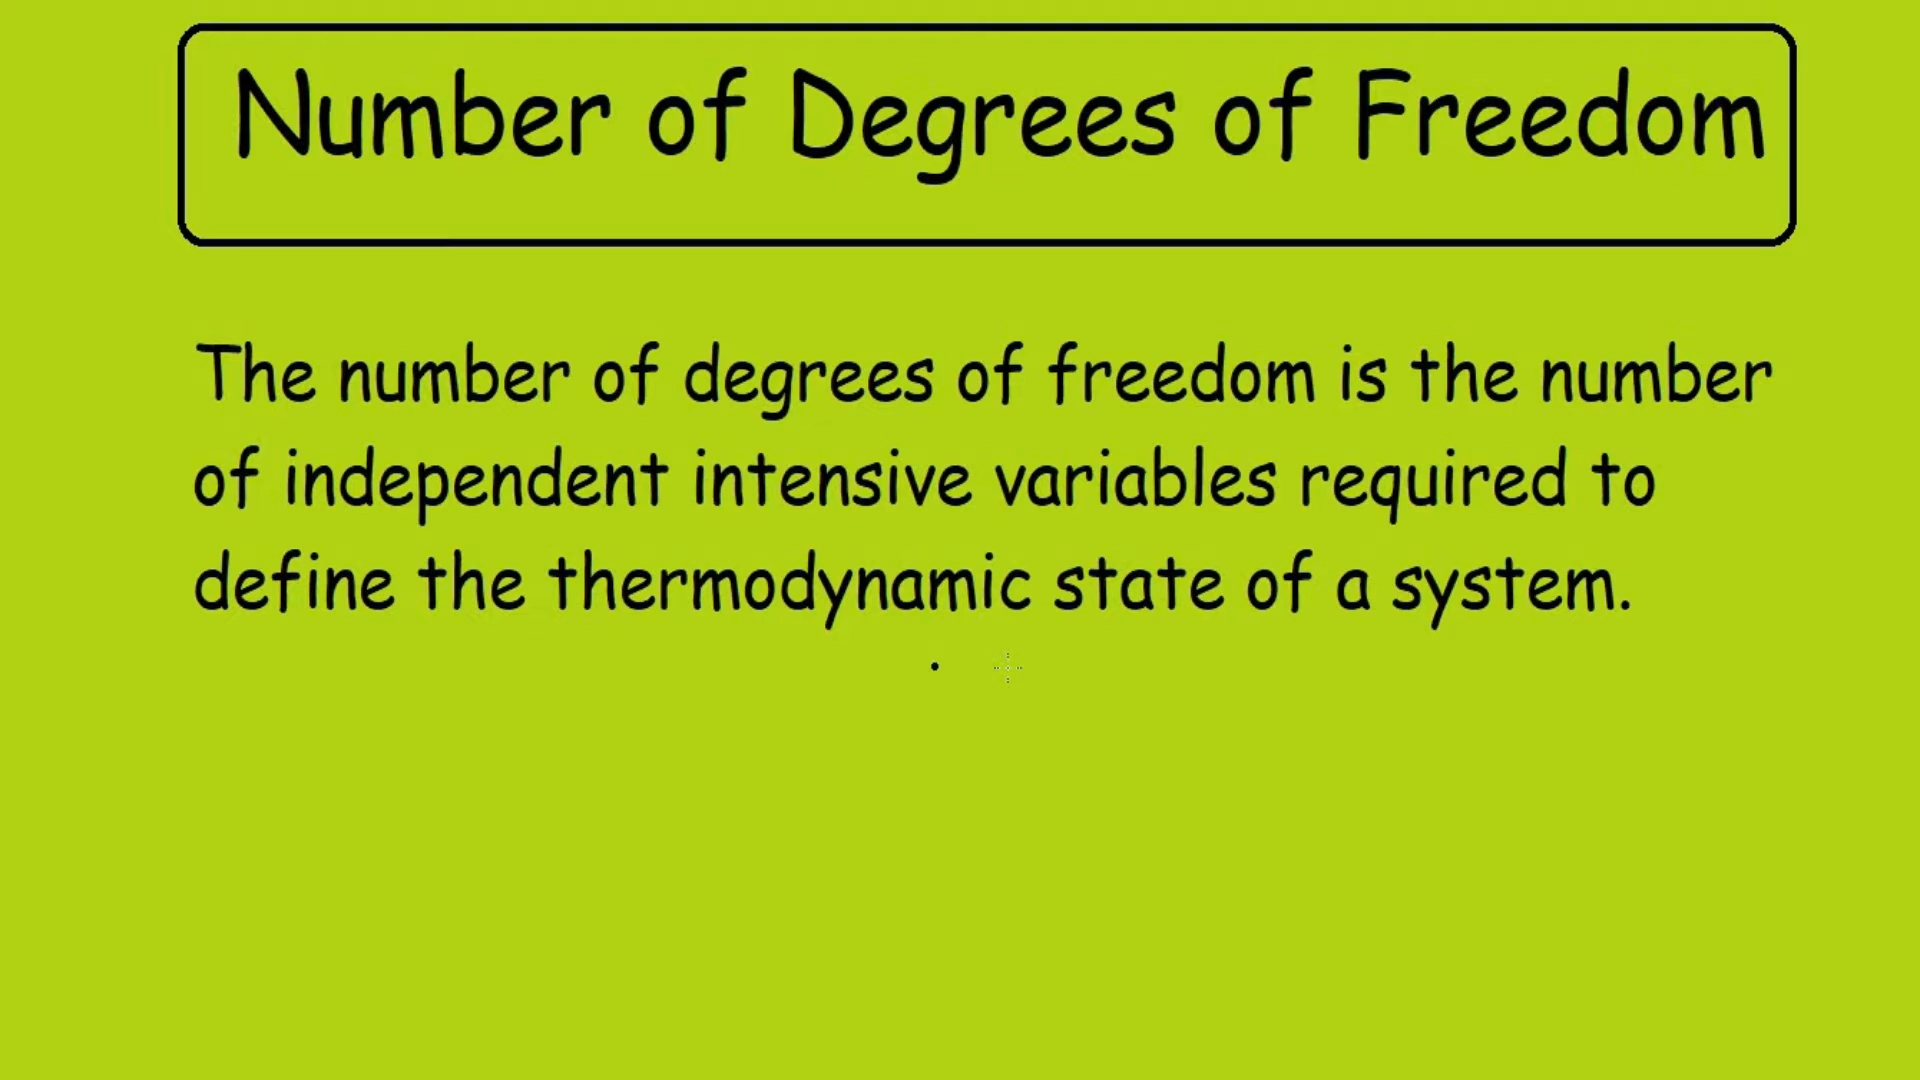 Number of Degrees of Freedom
The number of degrees of freedom is the number
of independent intensive variables required to
define the thermodynamic state of a system.